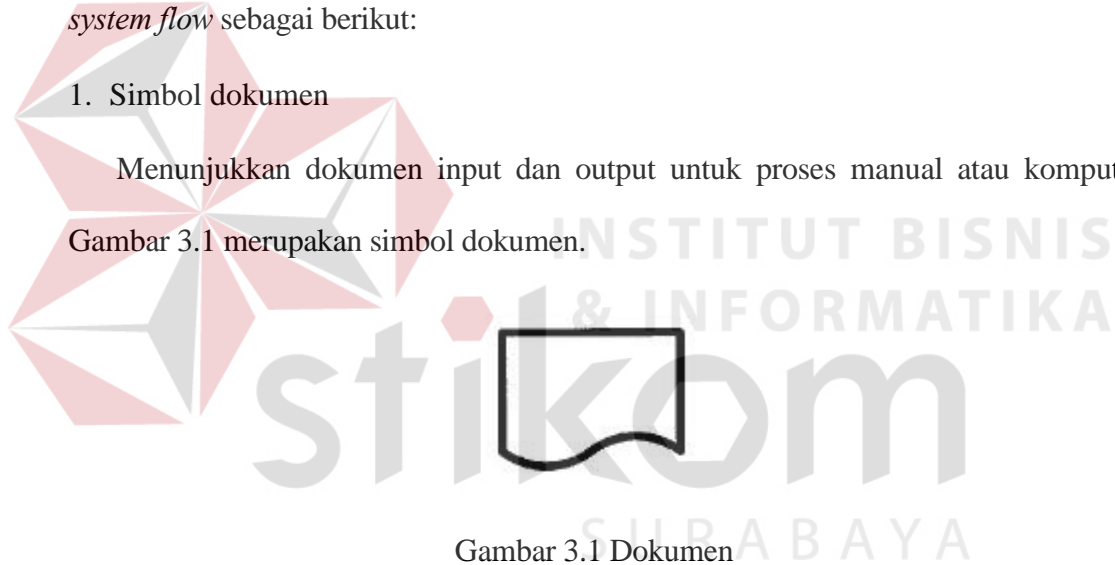 system flow sebagai berikut:
1. Simbol dokumen
Menunjukkan dokumen input dan output untuk proses manual atau komput
Gambar 3.1 merupakan simbol dokumen.
INSTITUT BISNIS
& INFORMATIKA
stikom
SURABAYA
Gambar 3.1 Dokumen